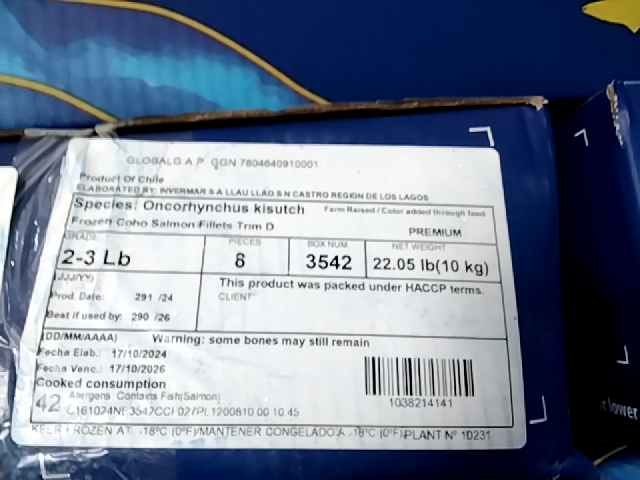 GLOBALG.A.P. GGN 7804640910001
Product Of Chile
ELABORATED BY: INVERMAR S.A LLAU LLAO S N CASTRO REGION DE LOS LAGOS
Species: Oncorhynchus kisutch Farm Raised / Color added through feed
Frozen Coho Salmon Fillets Trim D PREMIUM
GRADE PIECES BOX NUM. NET WEIGHT
2-3 Lb 8 3542 22.05 lb(10 kg)
(JJJ/YY) This product was packed under HACCP terms.
CLIENT
Prod. Date: 291 /24
Best if used by: 290 /26
(DD/MM/AAAA) Warning: some bones may still remain
Fecha Elab. 17/10/2024
Fecha Venc. 17/10/2026
Cooked consumption
42 Allergens: Contains Fish(Salmon)
1038214141
KEEP FROZEN AT -18°C (0°F)/MANTENER CONGELADO A -18°C (0°F)PLANT N° 10231
r lower